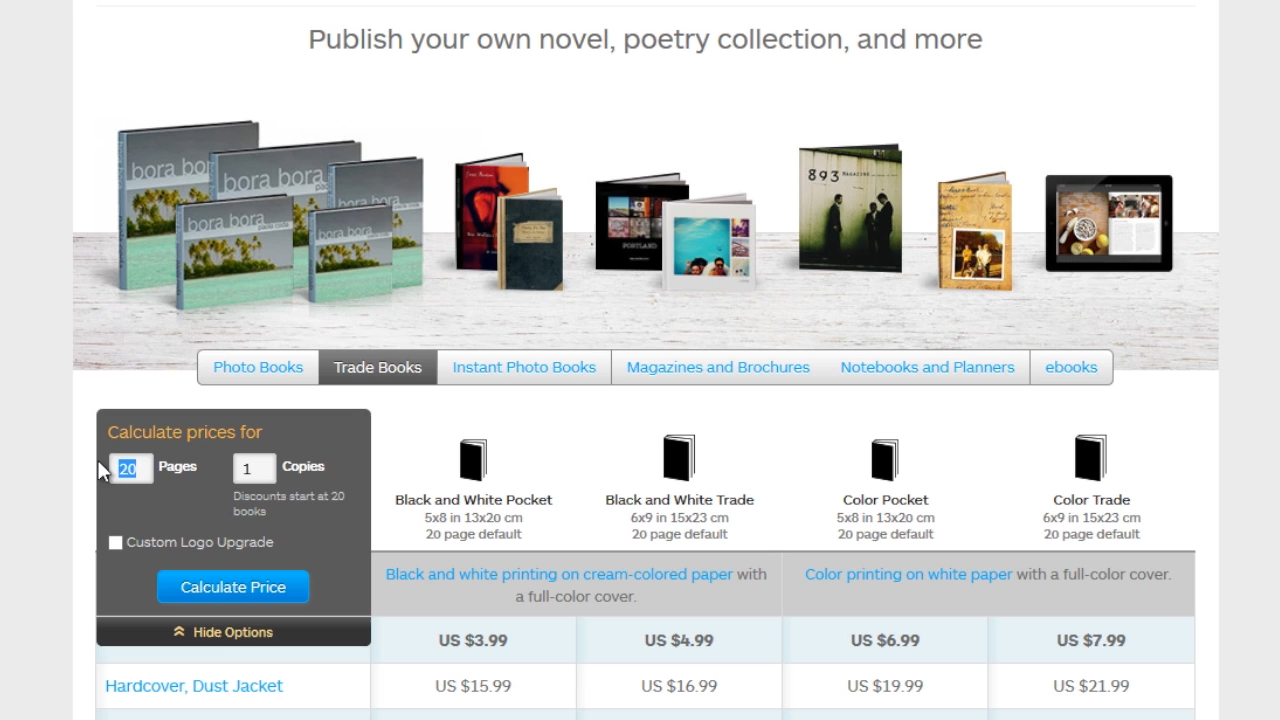 Publish your own novel, poetry collection, and more
bora bora
bora bora
bora bora
bora bora
bora bora
893 MAGAZINE
PORTLAND
Photo Books
Trade Books
Instant Photo Books
Magazines and Brochures
Notebooks and Planners
ebooks
Calculate prices for
20 Pages
1 Copies
Discounts start at 20
books
Custom Logo Upgrade
Calculate Price
Hide Options
Black and White Pocket
5x8 in 13x20 cm
20 page default
Black and White Trade
6x9 in 15x23 cm
20 page default
Color Pocket
5x8 in 13x20 cm
20 page default
Color Trade
6x9 in 15x23 cm
20 page default
Black and white printing on cream-colored paper with
a full-color cover.
Color printing on white paper with a full-color cover.
US $3.99
US $4.99
US $6.99
US $7.99
Hardcover, Dust Jacket
US $15.99
US $16.99
US $19.99
US $21.99